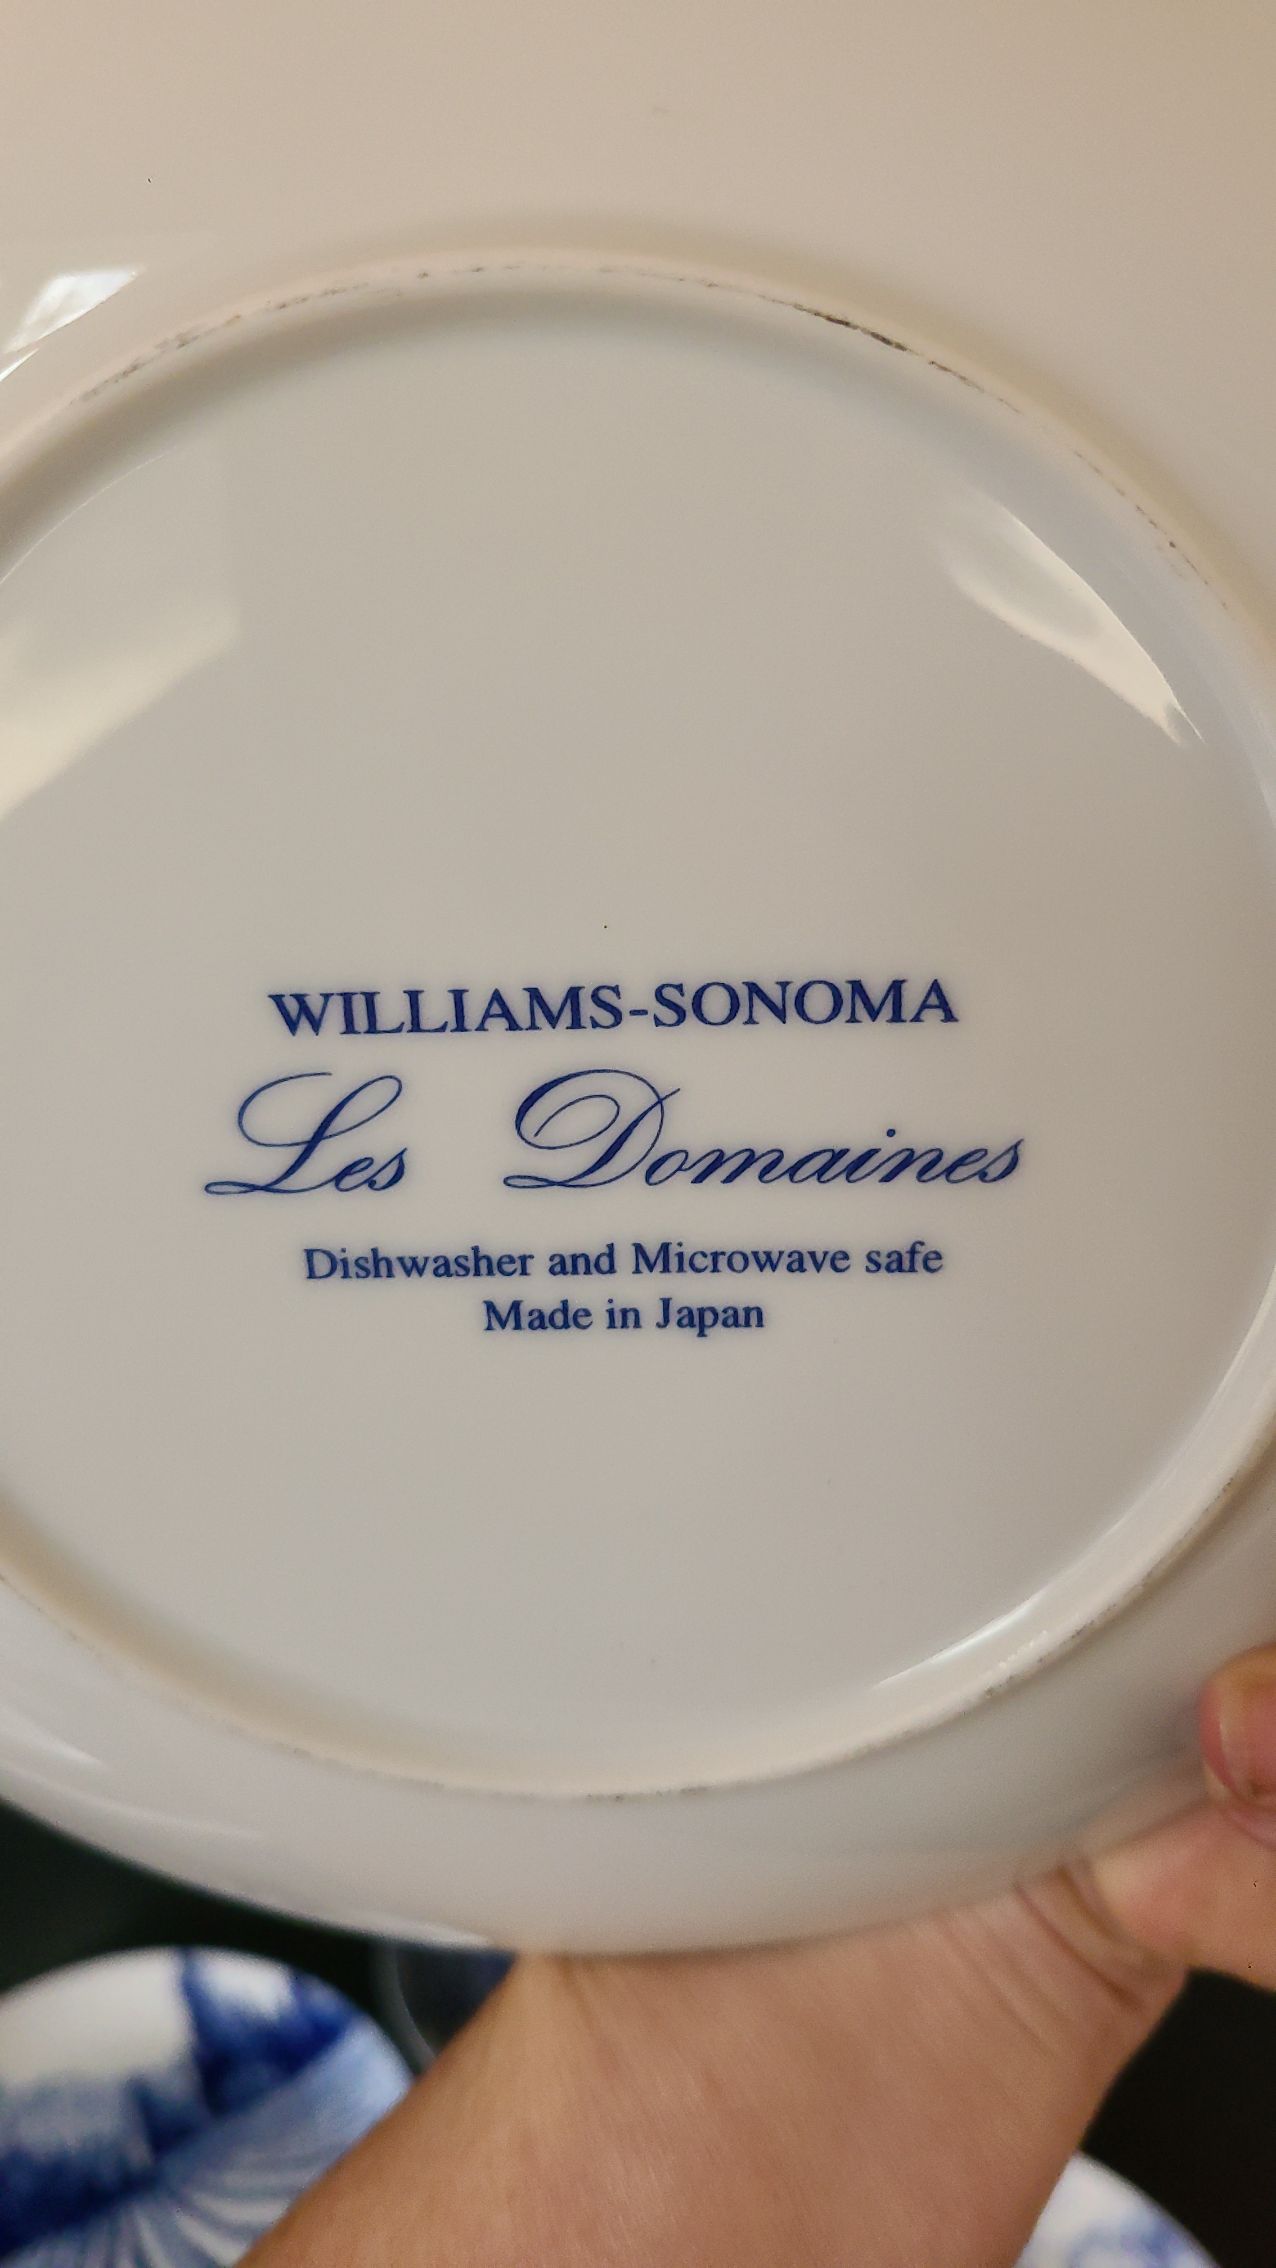 WILLIAMS-SONOMA
Les Domaines
Dishwasher and Microwave safe
Made in Japan